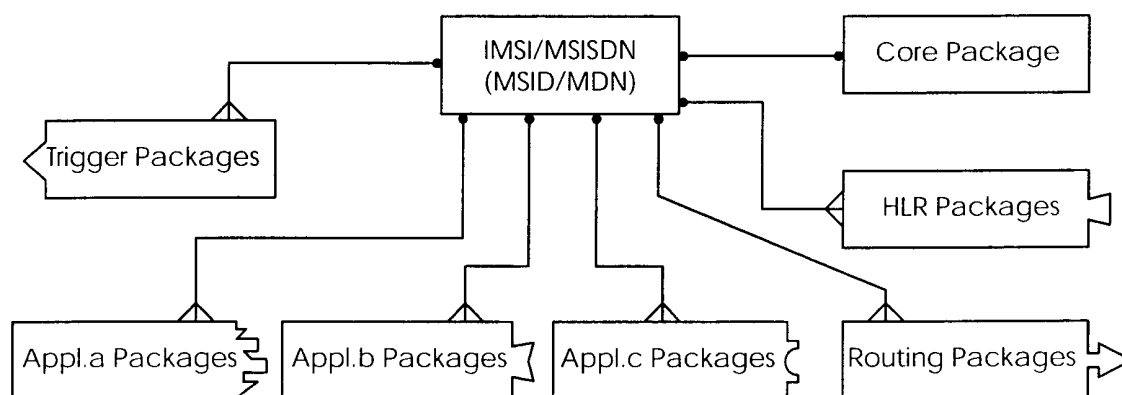 IMSI/MSISDN
(MSID/MDN)
Core Package
Trigger Packages
HLR Packages
Appl.a Packages
Appl.b Packages
Appl.c Packages
Routing Packages